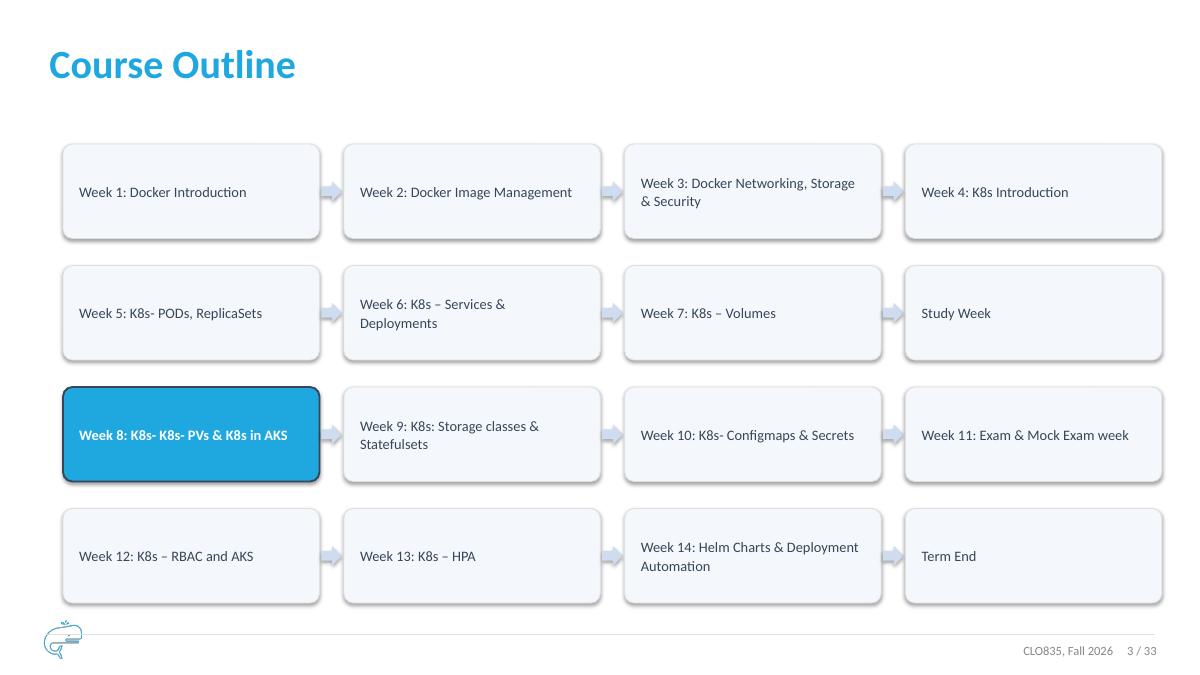 Course Outline
Week 1: Docker Introduction
Week 2: Docker Image Management
Week 3: Docker Networking, Storage
& Security
Week 4: K8s Introduction
Week 5: K8s- PODs, ReplicaSets
Week 6: K8s – Services &
Deployments
Week 7: K8s – Volumes
Study Week
Week 8: K8s- K8s- PVs & K8s in AKS
Week 9: K8s: Storage classes &
Statefulsets
Week 10: K8s- Configmaps & Secrets
Week 11: Exam & Mock Exam week
Week 12: K8s – RBAC and AKS
Week 13: K8s – HPA
Week 14: Helm Charts & Deployment
Automation
Term End
CLO835, Fall 2026 3 / 33